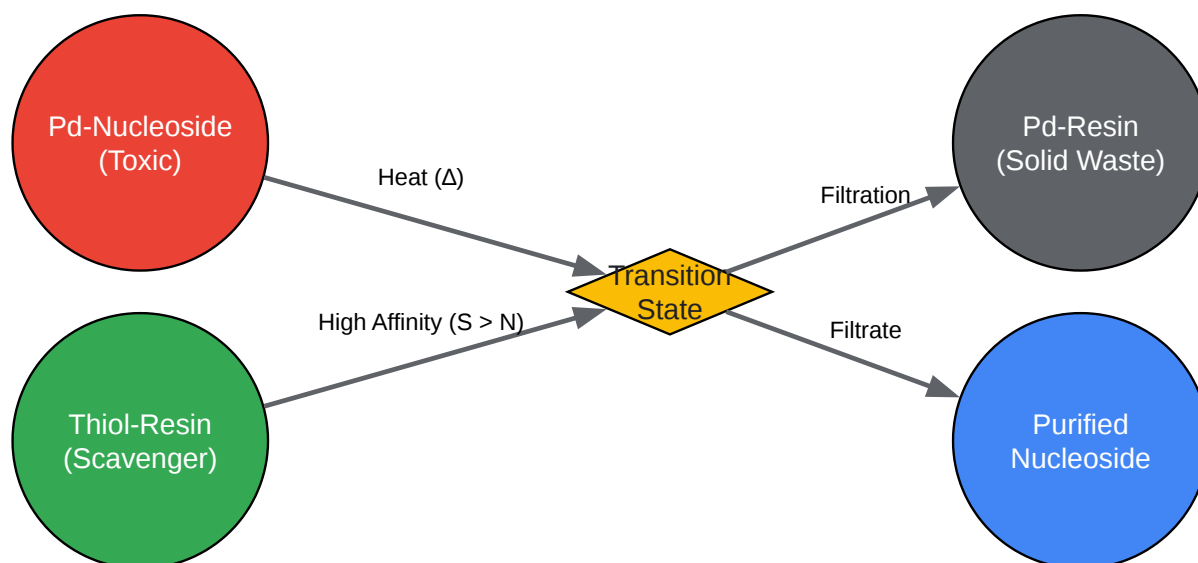 Pd-Nucleoside
(Toxic)
Heat (Δ)
Thiol-Resin
(Scavenger)
High Affinity (S > N)
Transition
State
Filtration
Pd-Resin
(Solid Waste)
Filtrate
Purified
Nucleoside